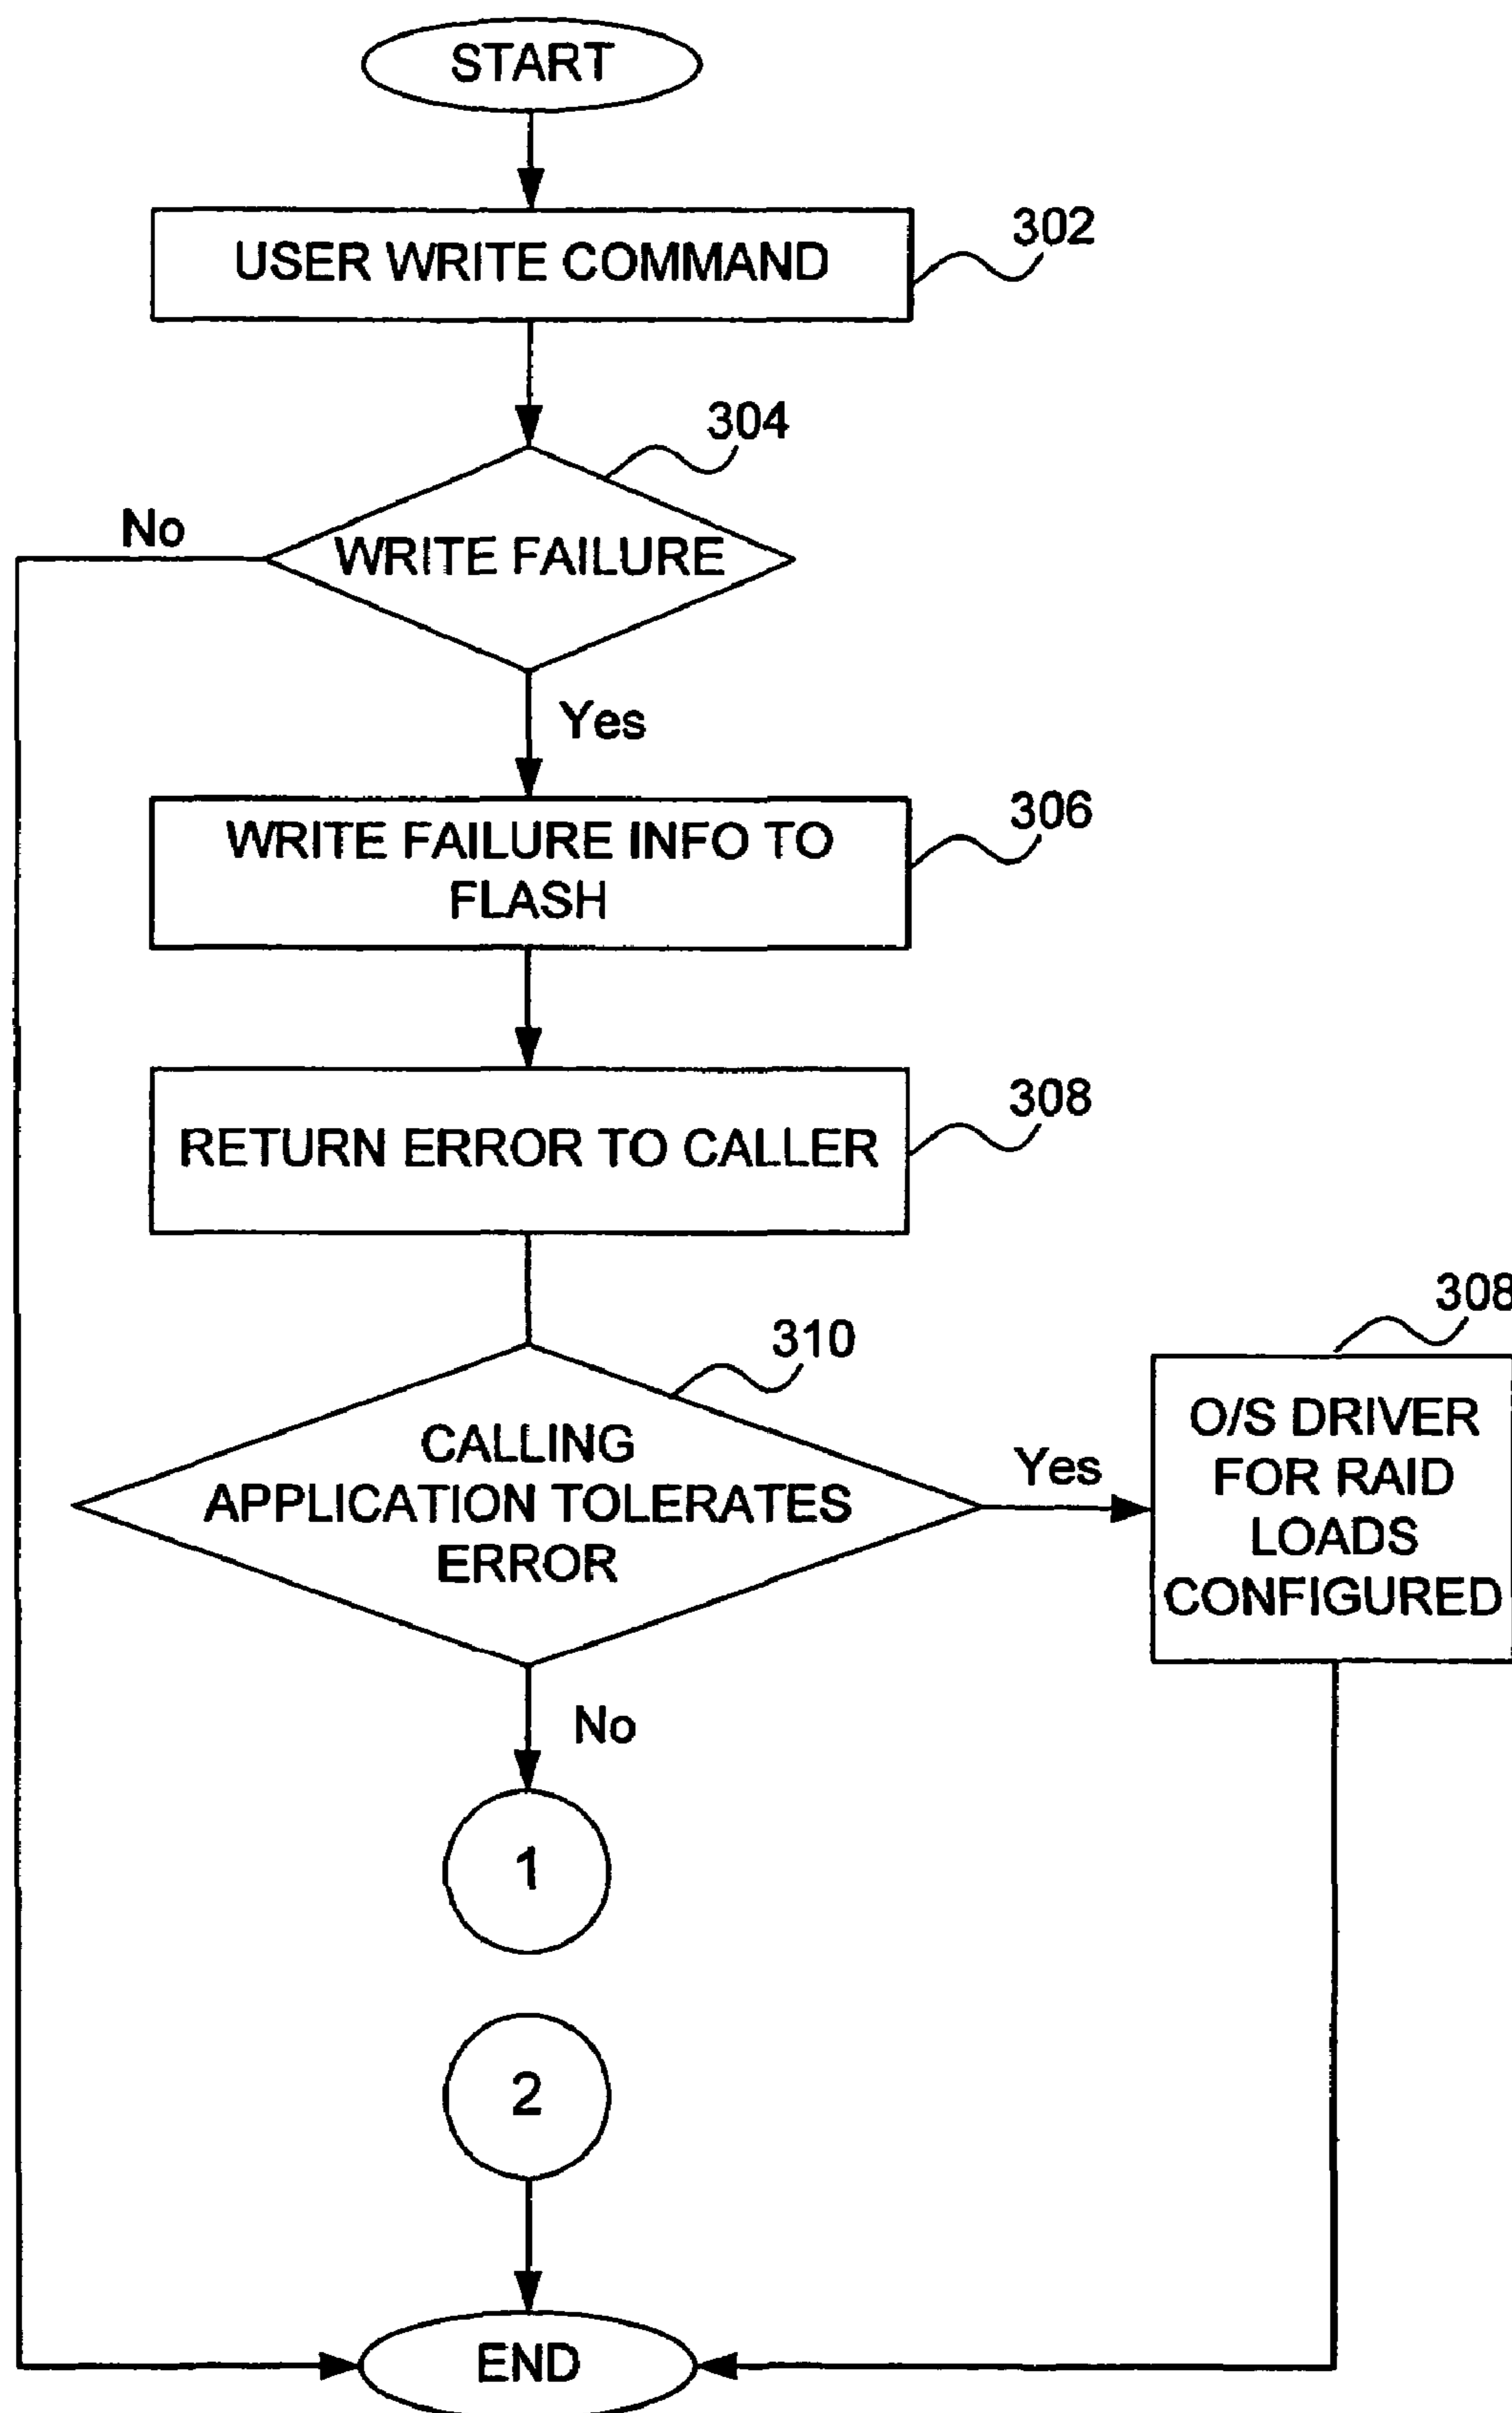 START
USER WRITE COMMAND
302
304
No
WRITE FAILURE
Yes
WRITE FAILURE INFO TO
FLASH
306
RETURN ERROR TO CALLER
308
310
CALLING
APPLICATION TOLERATES
ERROR
Yes
308
O/S DRIVER
FOR RAID
LOADS
CONFIGURED
No
1
2
END